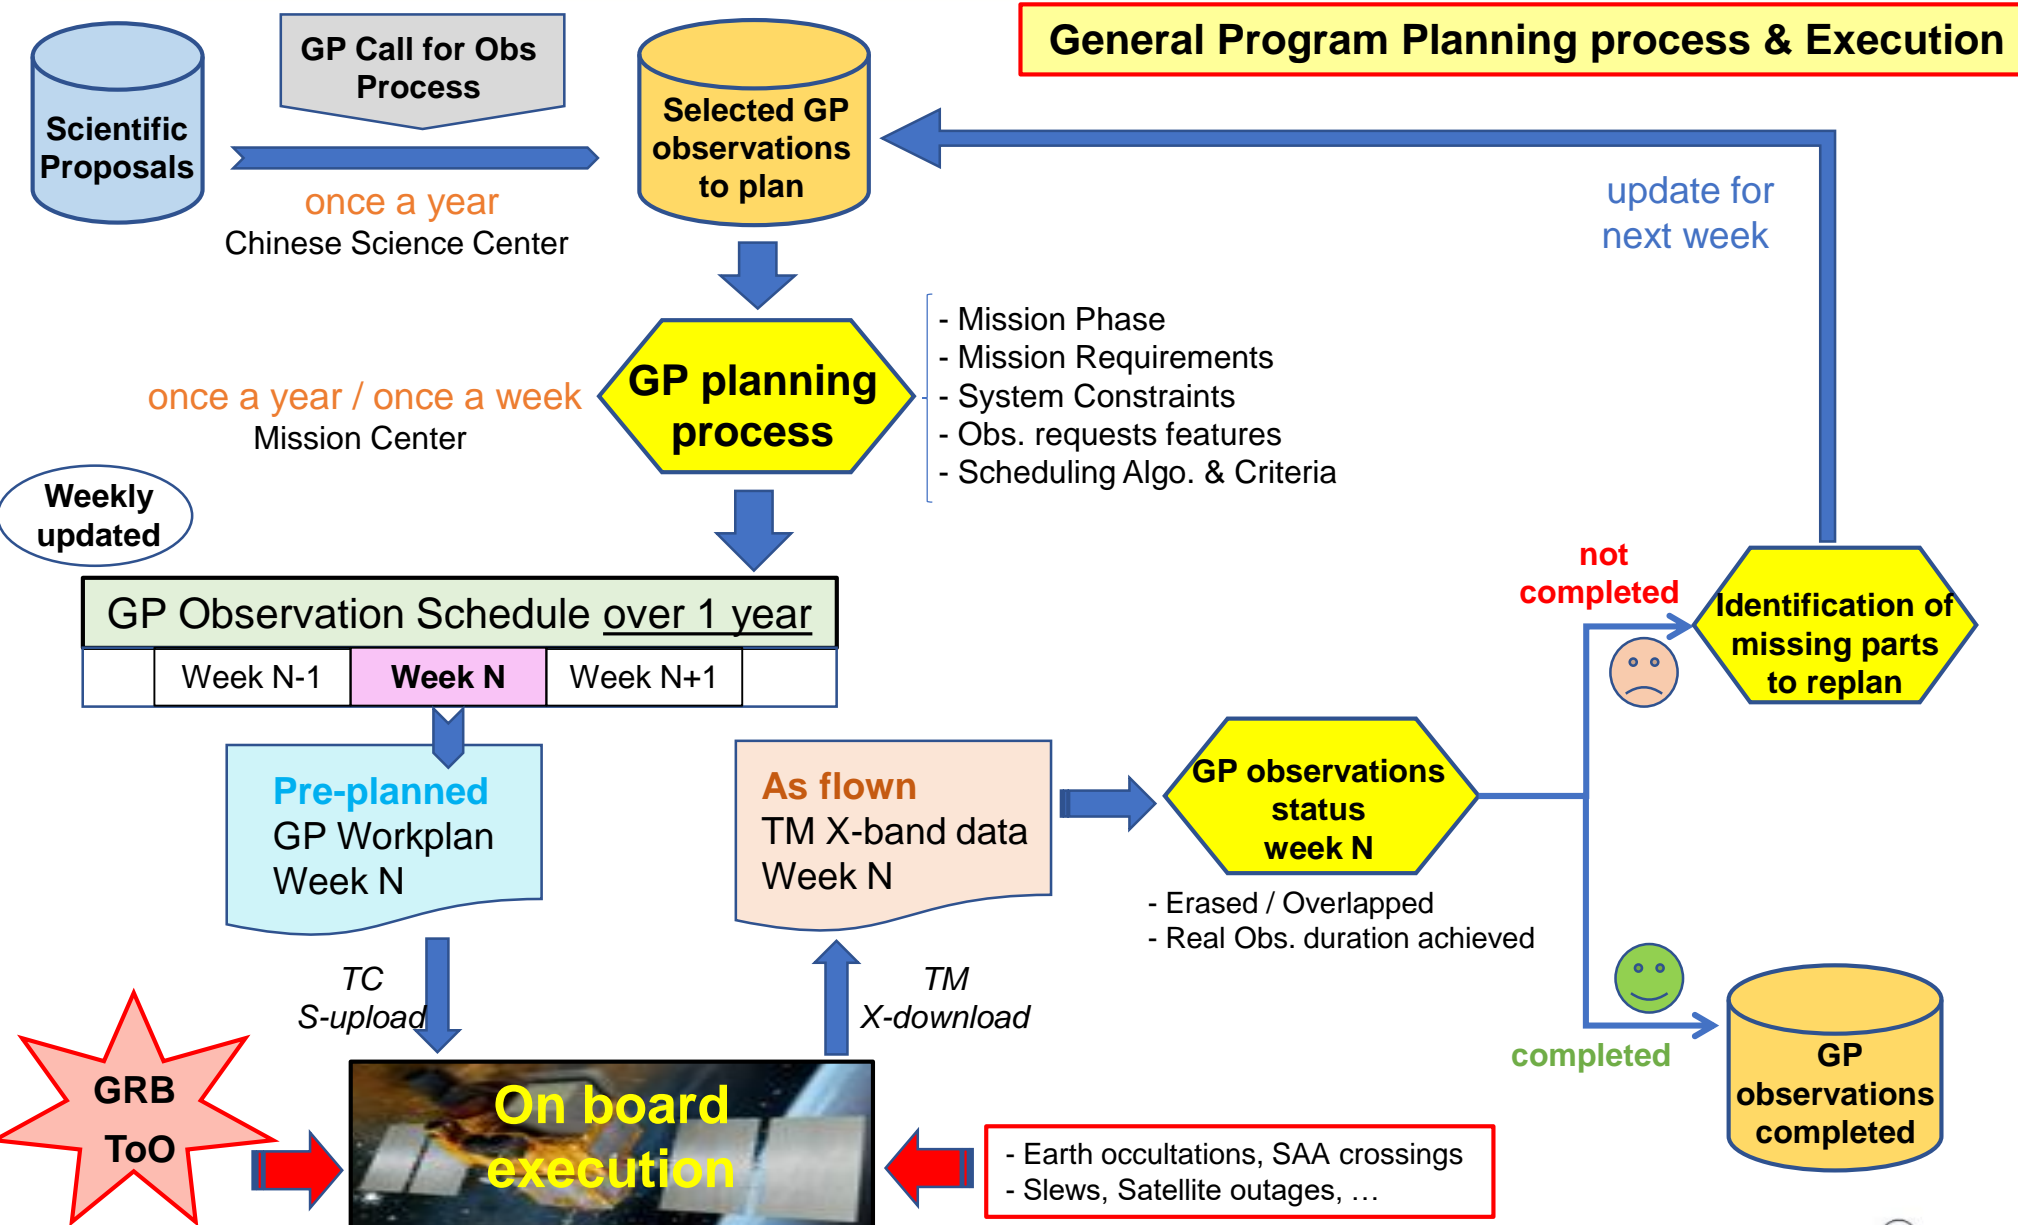 General Program Planning process & Execution
GP Call for Obs
Process
Scientific
Proposals
once a year
Chinese Science Center
Selected GP
observations
to plan
update for
next week
GP planning
process
once a year / once a week
Mission Center
- Mission Phase
- Mission Requirements
- System Constraints
- Obs. requests features
- Scheduling Algo. & Criteria
Weekly
updated
GP Observation Schedule over 1 year
Week N-1
Week N
Week N+1
Pre-planned
GP Workplan
Week N
As flown
TM X-band data
Week N
GP observations
status
week N
- Erased / Overlapped
- Real Obs. duration achieved
not
completed
Identification of
missing parts
to replan
completed
GP
observations
completed
TC
S-upload
TM
X-download
GRB
ToO
On board
execution
- Earth occultations, SAA crossings
- Slews, Satellite outages, …